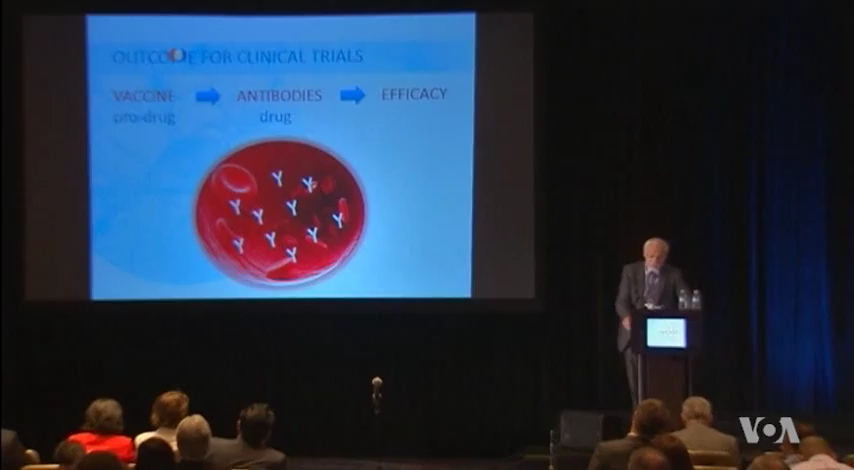 OUTCOME FOR CLINICAL TRIALS
VACCINE ANTIBODIES EFFICACY
pro-drug drug
Y Y Y Y Y Y Y Y Y Y Y
VOA